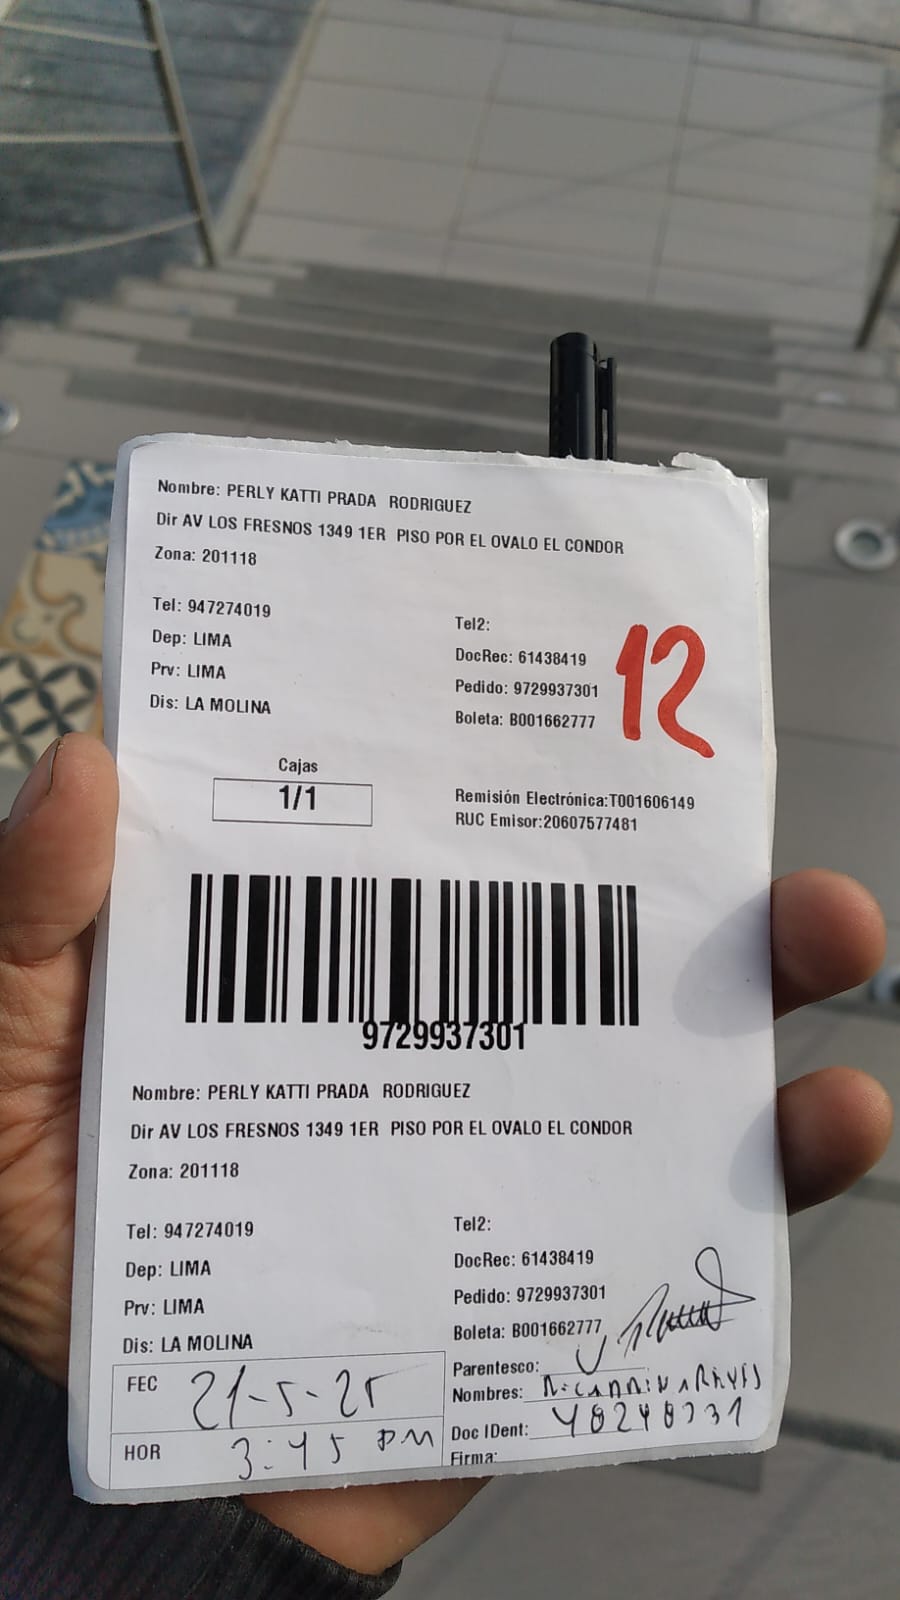 Nombre: PERLY KATTI PRADA RODRIGUEZ
Dir AV LOS FRESNOS 1349 1ER PISO POR EL OVALO EL CONDOR
Zona: 201118
Tel: 947274019
Dep: LIMA
Prv: LIMA
Dis: LA MOLINA
Tel2:
DocRec: 61438419
Pedido: 9729937301
Boleta: B001662777
12
Cajas
1/1
Remisión Electrónica:T001606149
RUC Emisor:20607577481
9729937301
Nombre: PERLY KATTI PRADA RODRIGUEZ
Dir AV LOS FRESNOS 1349 1ER PISO POR EL OVALO EL CONDOR
Zona: 201118
Tel: 947274019
Dep: LIMA
Prv: LIMA
Dis: LA MOLINA
Tel2:
DocRec: 61438419
Pedido: 9729937301
Boleta: B001662777
Parentesco:
Nombres:
Doc IDent:
Firma:
FEC 21-5-25
HOR 3:45 PM